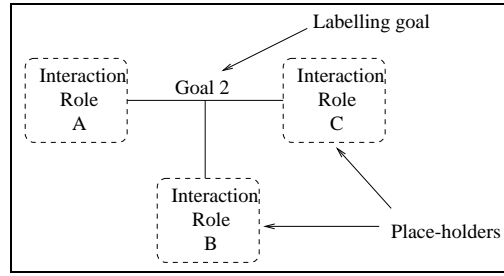 Labelling goal
Interaction
Role
A
Goal 2
Interaction
Role
C
Interaction
Role
B
Place-holders